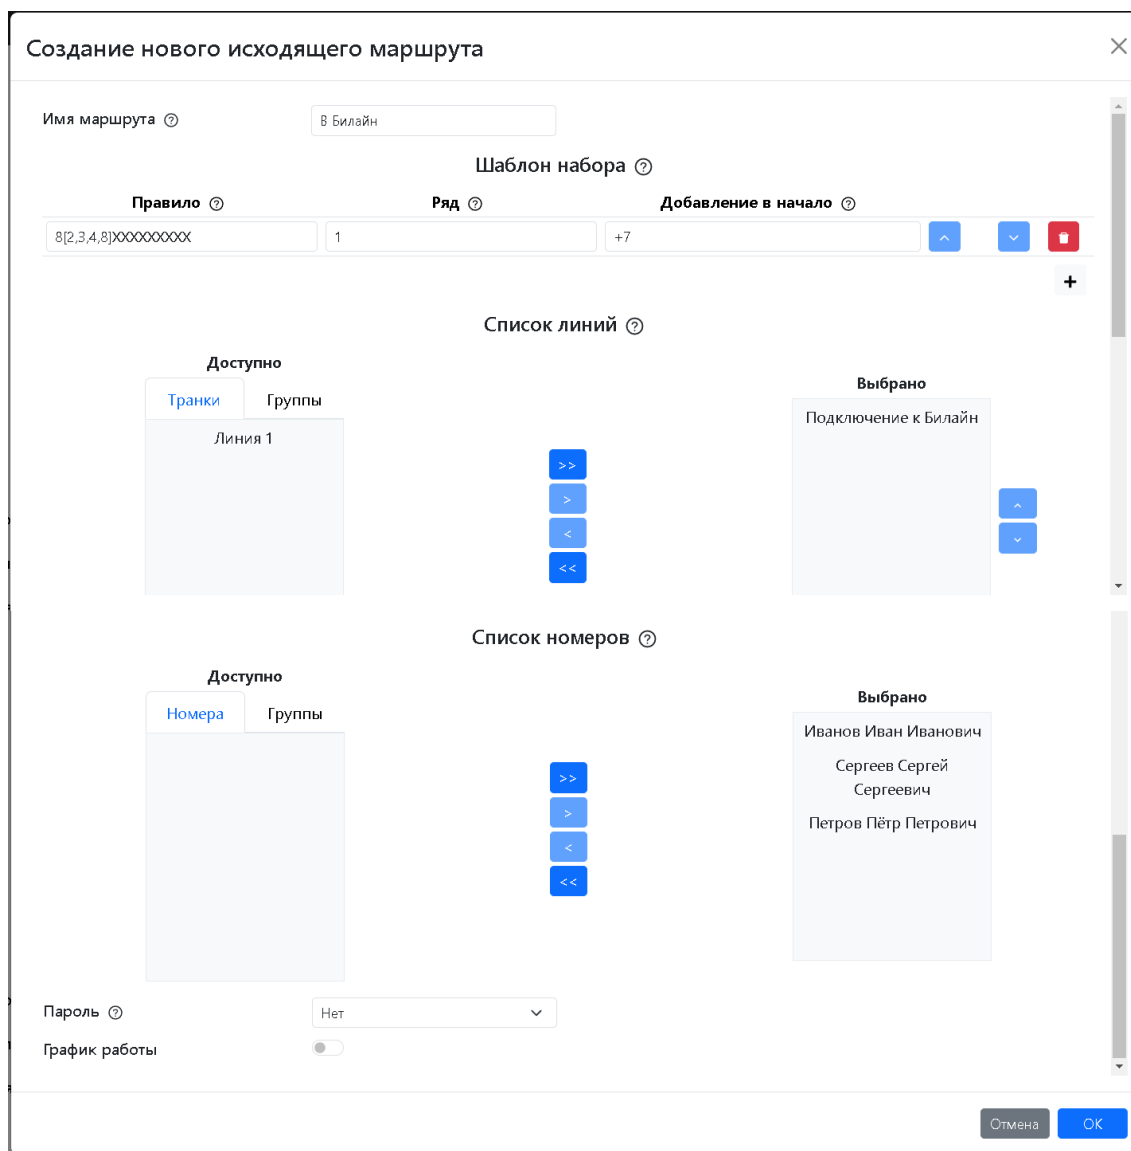 Создание нового исходящего маршрута
Имя маршрута
В Билайн
Шаблон набора
Правило Ряд Добавление в начало
8[2,3,4,8]XXXXXXXXX 1 +7
+
Список линий
Доступно
Выбрано
Транки Группы
Линия 1
Подключение к Билайн
>>
>
<
<<
Список номеров
Доступно
Выбрано
Номера Группы
Иванов Иван Иванович
Сергеев Сергей
Сергеевич
Петров Пётр Петрович
>>
>
<
<<
Пароль
Нет
График работы
Отмена OK